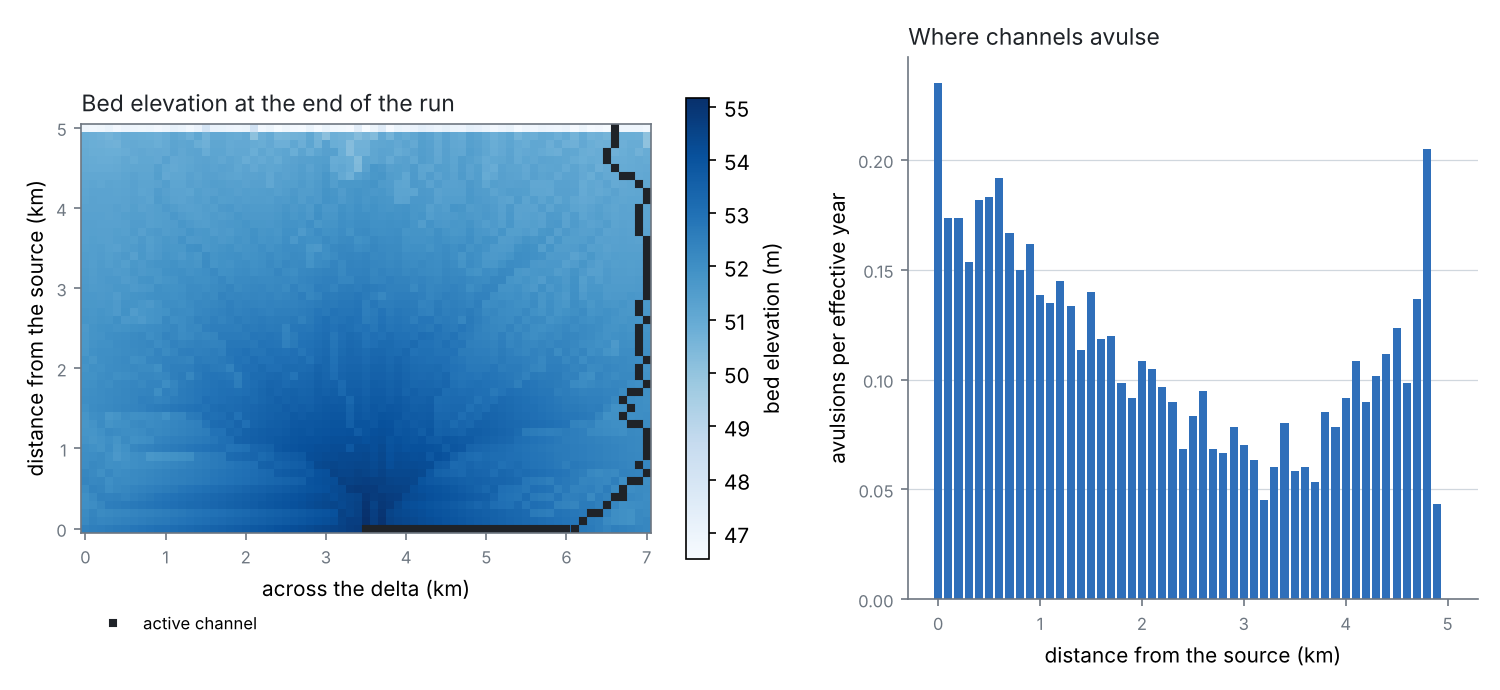 Bed elevation at the end of the run
5
4
3
2
1
0
distance from the source (km)
0 1 2 3 4 5 6 7
across the delta (km)
active channel
55
54
53
52
51
50
49
48
47
bed elevation (m)
Where channels avulse
0.20
0.15
0.10
0.05
0.00
avulsions per effective year
0 1 2 3 4 5
distance from the source (km)